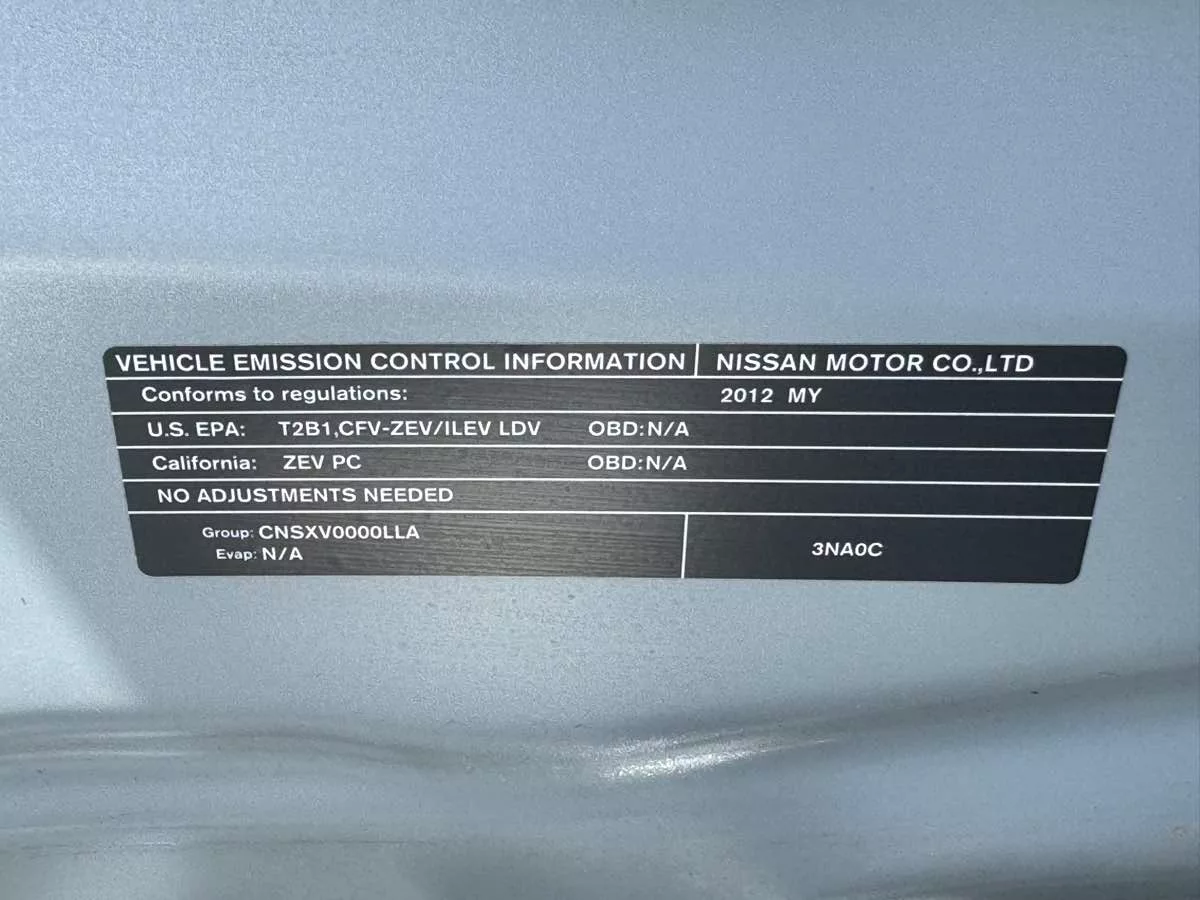 VEHICLE EMISSION CONTROL INFORMATION NISSAN MOTOR CO.,LTD
Conforms to regulations: 2012 MY
U.S. EPA: T2B1,CFV-ZEV/ILEV LDV OBD:N/A
California: ZEV PC OBD:N/A
NO ADJUSTMENTS NEEDED
Group: CNSXV0000LLA
Evap: N/A
3NA0C